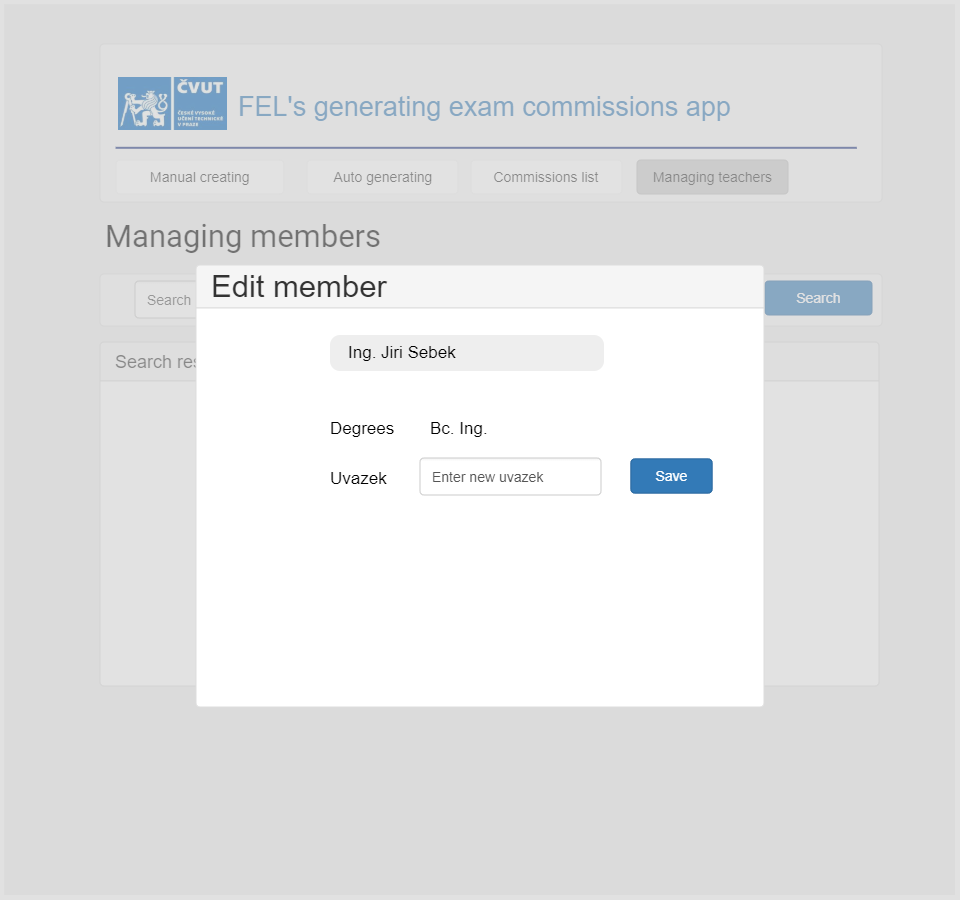 ČVUT
ČESKÉ VYSOKÉ
UČENÍ TECHNICKÉ
V PRAZE
FEL's generating exam commissions app
Manual creating
Auto generating
Commissions list
Managing teachers
Managing members
Search
Search
Edit member
Search res
Ing. Jiri Sebek
Degrees
Bc. Ing.
Uvazek
Enter new uvazek
Save